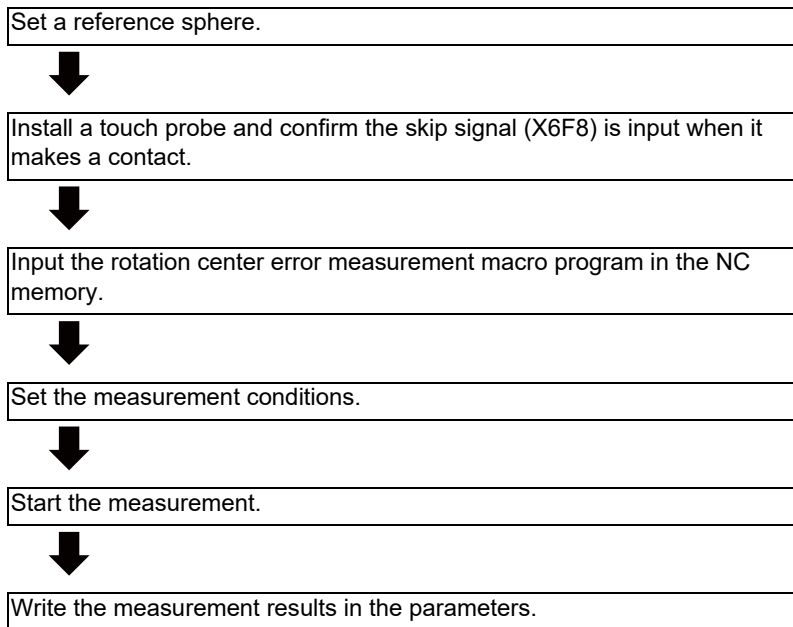 Set a reference sphere.
Install a touch probe and confirm the skip signal (X6F8) is input when it
makes a contact.
Input the rotation center error measurement macro program in the NC
memory.
Set the measurement conditions.
Start the measurement.
Write the measurement results in the parameters.